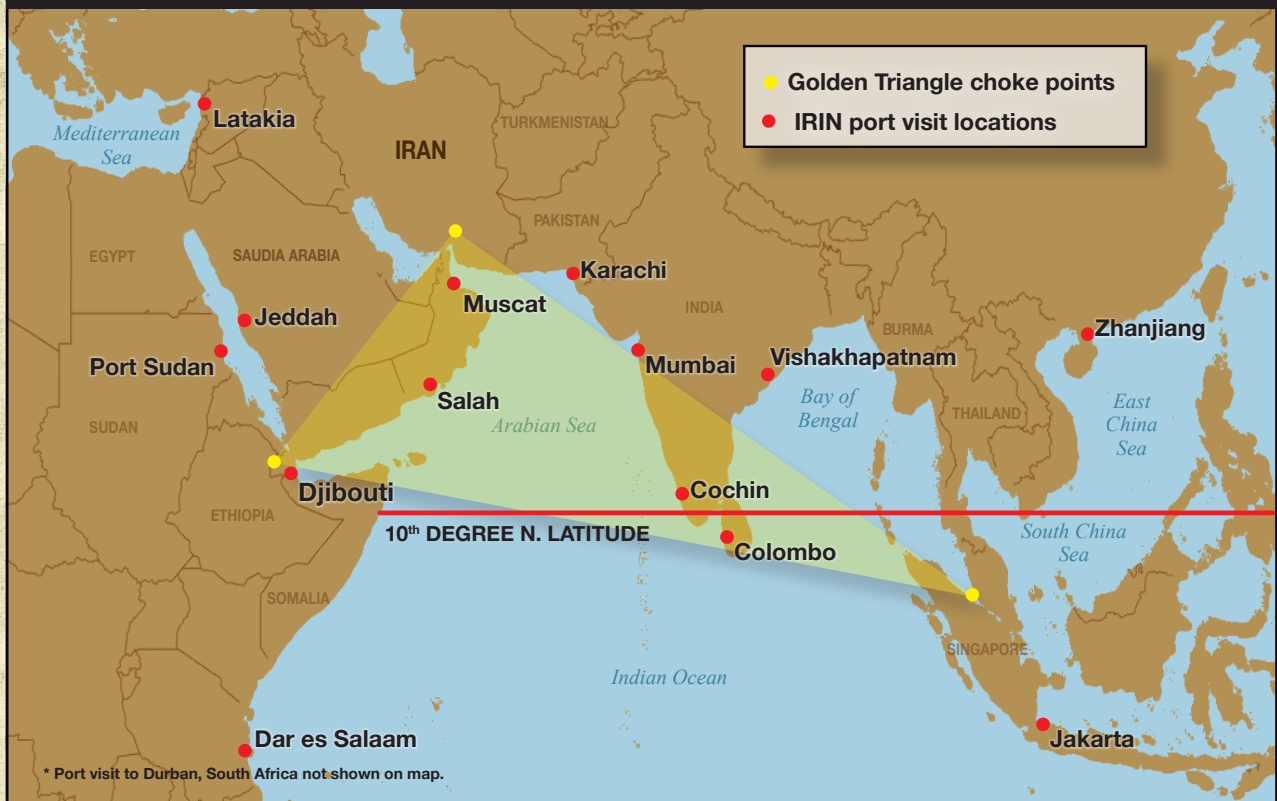 Golden Triangle choke points
IRIN port visit locations
Latakia
Mediterranean
Sea
IRAN
TURKMENISTAN
PAKISTAN
EGYPT
SAUDIA ARABIA
Karachi
Muscat
INDIA
Jeddah
BURMA
Zhanjiang
Port Sudan
Mumbai
Vishakhapatnam
Salah
Arabian Sea
Bay of
Bengal
THAILAND
East
China
Sea
SUDAN
Djibouti
Cochin
ETHIOPIA
10th DEGREE N. LATITUDE
South China
Sea
Colombo
SOMALIA
SINGAPORE
Indian Ocean
Dar es Salaam
Jakarta
* Port visit to Durban, South Africa not shown on map.